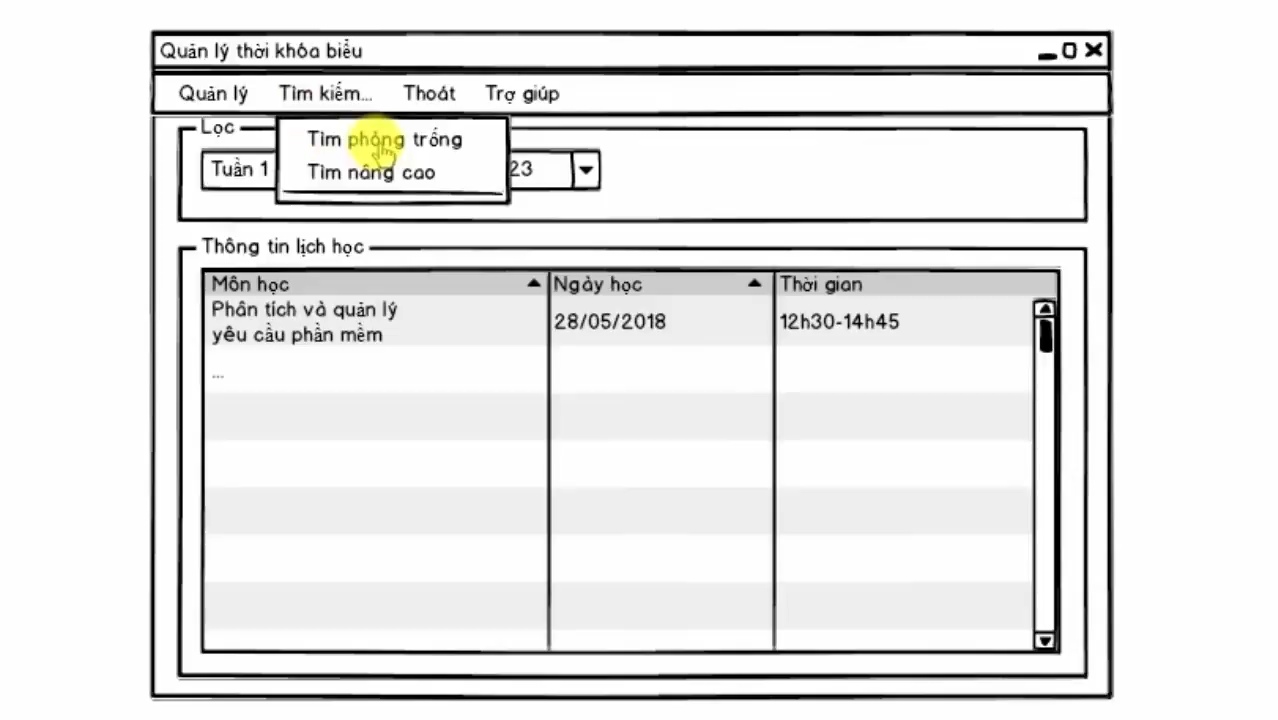 Quản lý thời khóa biểu
Quản lý Tìm kiếm... Thoát Trợ giúp
Lọc
Tìm phòng trống
Tuần 1
23
Tìm nâng cao
Thông tin lịch học
Môn học Ngày học Thời gian
Phân tích và quản lý
yêu cầu phần mềm
28/05/2018 12h30-14h45
...